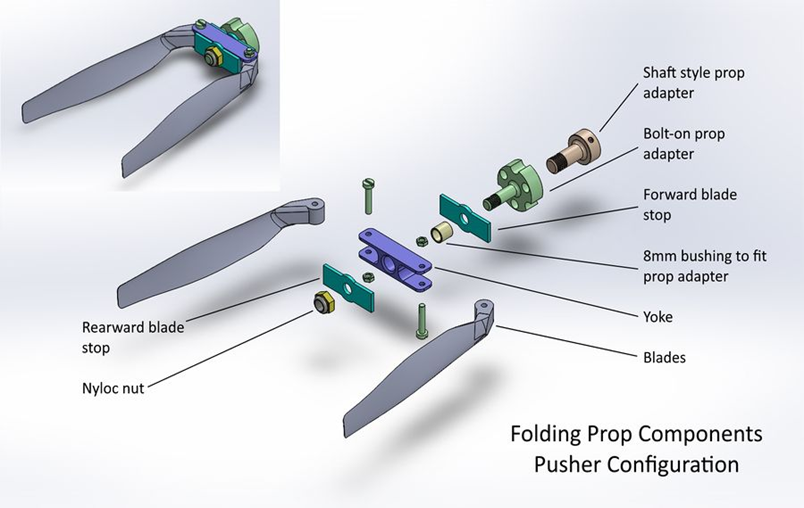 Shaft style prop
adapter
Bolt-on prop
adapter
Forward blade
stop
8mm bushing to fit
prop adapter
Yoke
Blades
Rearward blade
stop
Nyloc nut
Folding Prop Components
Pusher Configuration